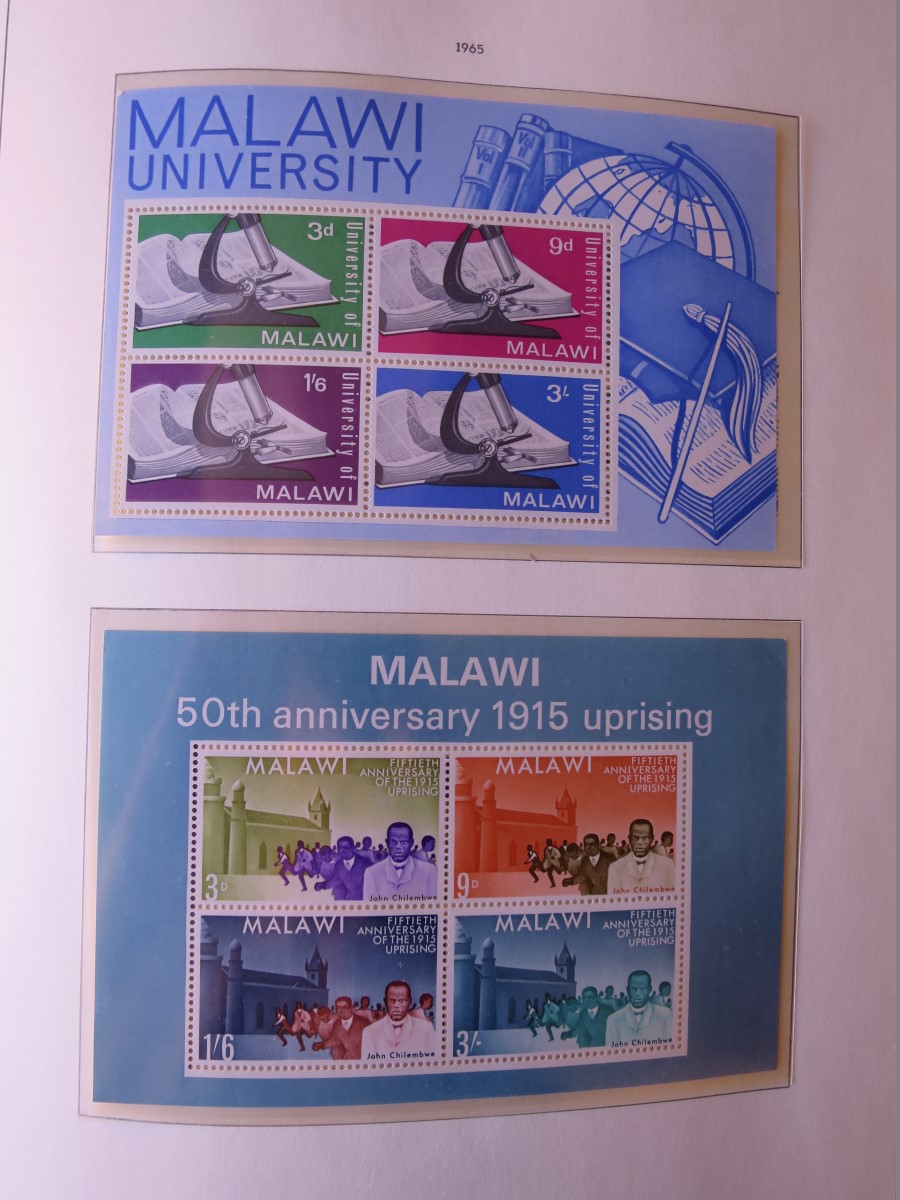 1965
MALAWI
UNIVERSITY
Vol I
Vol II
3d
University of
MALAWI
9d
University of
MALAWI
1'6
University of
MALAWI
3/-
University of
MALAWI
MALAWI
50th anniversary 1915 uprising
MALAWI
FIFTIETH
ANNIVERSARY
OF THE 1915
UPRISING
3D
John Chilembwe
MALAWI
FIFTIETH
ANNIVERSARY
OF THE 1915
UPRISING
9D
John Chilembwe
MALAWI
FIFTIETH
ANNIVERSARY
OF THE 1915
UPRISING
1/6
John Chilembwe
MALAWI
FIFTIETH
ANNIVERSARY
OF THE 1915
UPRISING
3/-
John Chilembwe